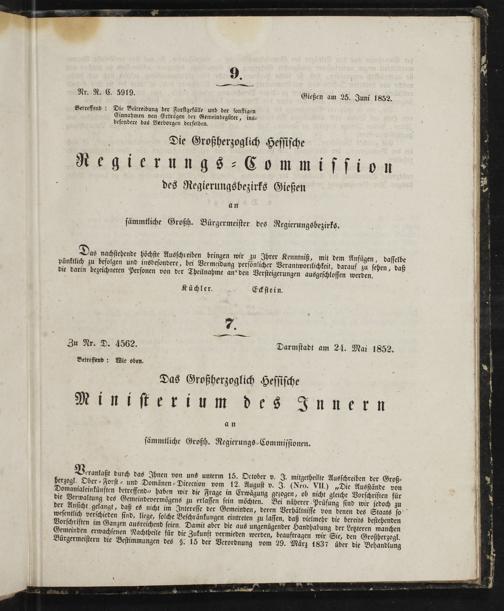 9.
Nr. R. C. 5919.
Gießen am 25. Juni 1852.
Betreffend: Die Beitreibung der Forstgefälle und der sonstigen
Einnahmen von Erträgen der Gemeindegüter, ins-
besondere das Verborgen derselben.
Die Großherzoglich Hessische
Regierungs-Commission
des Regierungsbezirks Gießen
an
sämmtliche Großh. Bürgermeister des Regierungsbezirks.
Das nachstehende höchste Ausschreiben bringen wir zu Ihrer Kenntniß, mit dem Anfügen, dasselbe
pünktlich zu befolgen und insbesondere, bei Vermeidung persönlicher Verantwortlichkeit, darauf zu sehen, daß
die darin bezeichneten Personen von der Theilnahme an den Versteigerungen ausgeschlossen werden.
Küchler. Eckstein.
7.
Zu Nr. D. 4562.
Darmstadt am 24. Mai 1852.
Betreffend: Wie oben.
Das Großherzoglich Hessische
Ministerium des Innern
an
sämmtliche Großh. Regierungs-Commissionen.
Veranlaßt durch das Ihnen von uns unterm 15. October v. J. mitgetheilte Ausschreiben der Groß-
herzogl. Ober-Forst- und Domänen-Direction vom 12. August v. J. (Nro. VII.) „Die Ausstände von
Domanialeinkünften betreffend" haben wir die Frage in Erwägung gezogen, ob nicht gleiche Vorschriften für
die Verwaltung des Gemeindevermögens zu erlassen sein möchten. Bei näherer Prüfung sind wir jedoch zu
der Ansicht gelangt, daß es nicht im Interesse der Gemeinden, deren Verhältnisse von denen des Staats so
wesentlich verschieden sind, liege, solche Beschränkungen eintreten zu lassen, daß vielmehr die bereits bestehenden
Vorschriften im Ganzen ausreichend seien. Damit aber die aus ungenügender Handhabung der Letzteren manchen
Gemeinden erwachsenen Nachtheile für die Zukunft vermieden werden, beauftragen wir Sie, den Großherzogl.
Bürgermeistern die Bestimmungen des §. 15 der Verordnung vom 29. März 1837 über die Behandlung